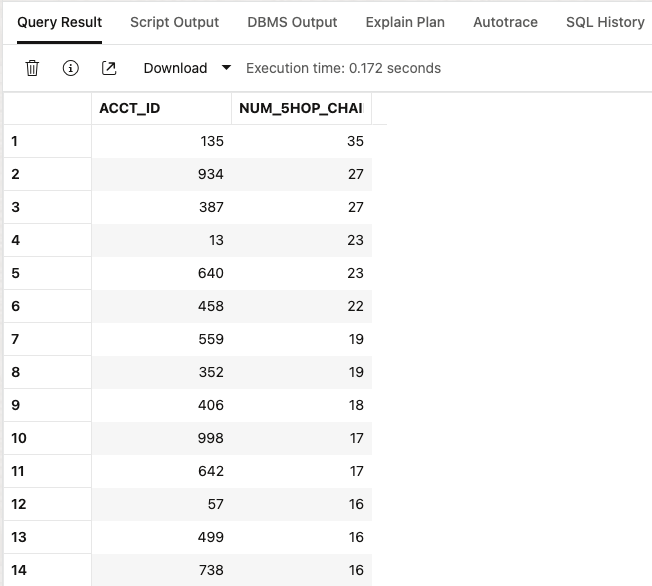 Query Result Script Output DBMS Output Explain Plan Autotrace SQL History
Download Execution time: 0.172 seconds
ACCT_ID NUM_5HOP_CHAI
1 135 35
2 934 27
3 387 27
4 13 23
5 640 23
6 458 22
7 559 19
8 352 19
9 406 18
10 998 17
11 642 17
12 57 16
13 499 16
14 738 16